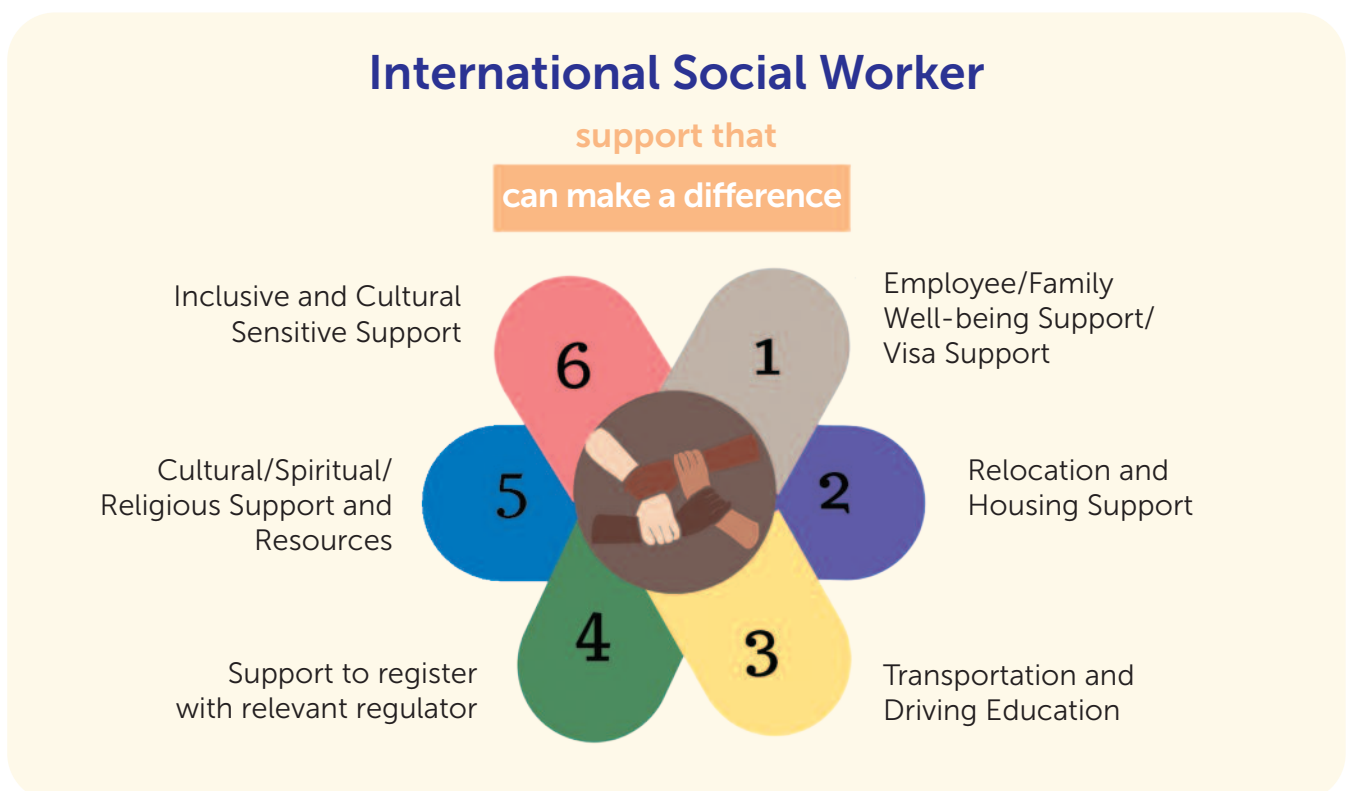 International Social Worker
support that
can make a difference
1
Employee/Family
Well-being Support/
Visa Support
2
Relocation and
Housing Support
3
Transportation and
Driving Education
4
Support to register
with relevant regulator
5
Cultural/Spiritual/
Religious Support and
Resources
6
Inclusive and Cultural
Sensitive Support